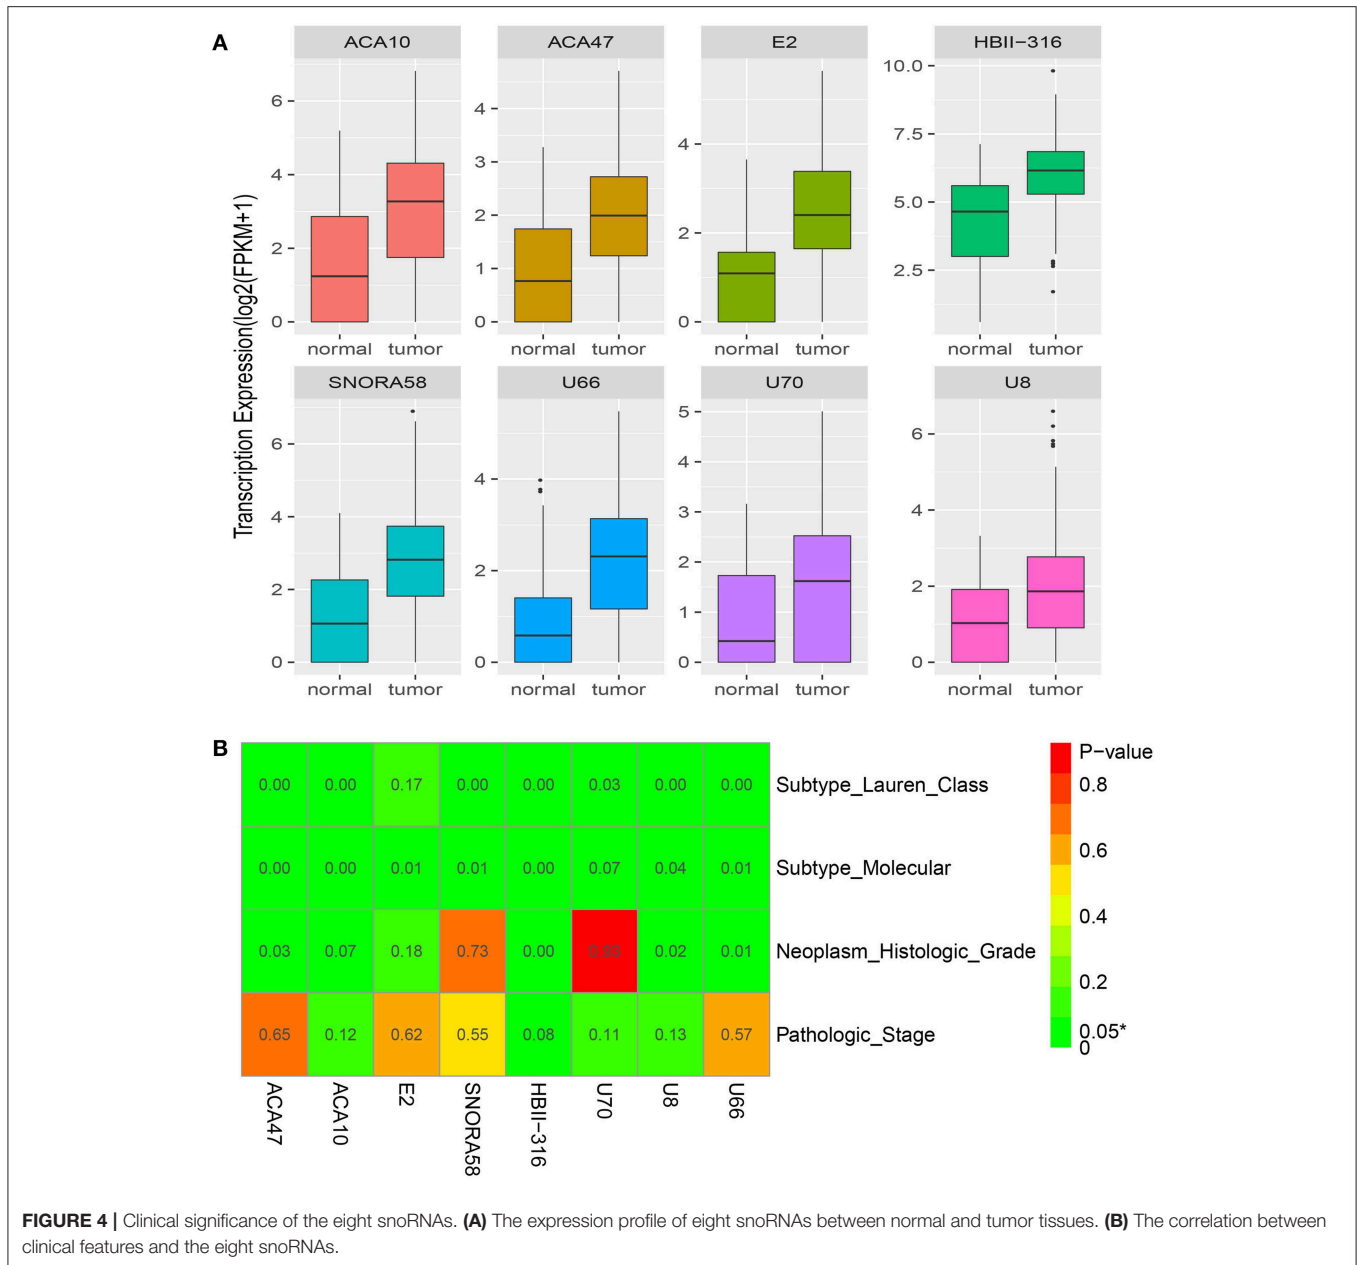 A
ACA10 ACA47 E2 HBII−316
Transcription Expression(log2(FPKM+1)
6
4
2
0
4
3
2
1
0
4
2
0
10.0
7.5
5.0
2.5
normal tumor normal tumor normal tumor normal tumor
SNORA58 U66 U70 U8
6
4
2
0
4
2
0
5
4
3
2
1
0
6
4
2
0
normal tumor normal tumor normal tumor normal tumor
B
0.00 0.00 0.17 0.00 0.00 0.03 0.00 0.00 Subtype_Lauren_Class
0.00 0.00 0.01 0.01 0.00 0.07 0.04 0.01 Subtype_Molecular
0.03 0.07 0.18 0.73 0.00 0.93 0.02 0.01 Neoplasm_Histologic_Grade
0.65 0.12 0.62 0.55 0.08 0.11 0.13 0.57 Pathologic_Stage
ACA47
ACA10
E2
SNORA58
HBII−316
U70
U8
U66
P−value
0.8
0.6
0.4
0.2
0.05*
0
FIGURE 4 | Clinical significance of the eight snoRNAs. (A) The expression profile of eight snoRNAs between normal and tumor tissues. (B) The correlation between
clinical features and the eight snoRNAs.